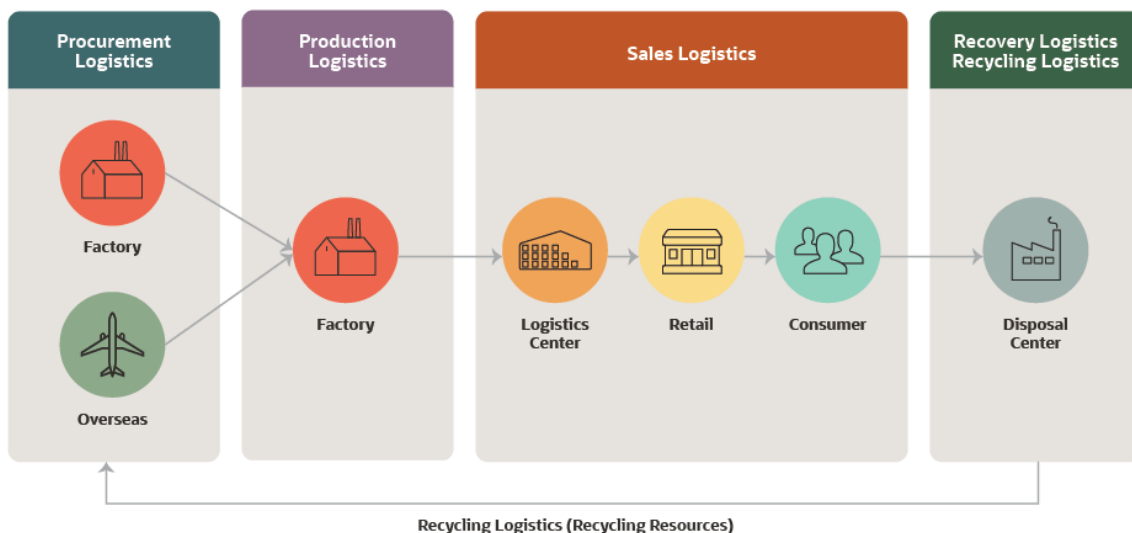 Procurement
Logistics
Production
Logistics
Sales Logistics
Recovery Logistics
Recycling Logistics
Factory
Overseas
Factory
Logistics
Center
Retail
Consumer
Disposal
Center
Recycling Logistics (Recycling Resources)